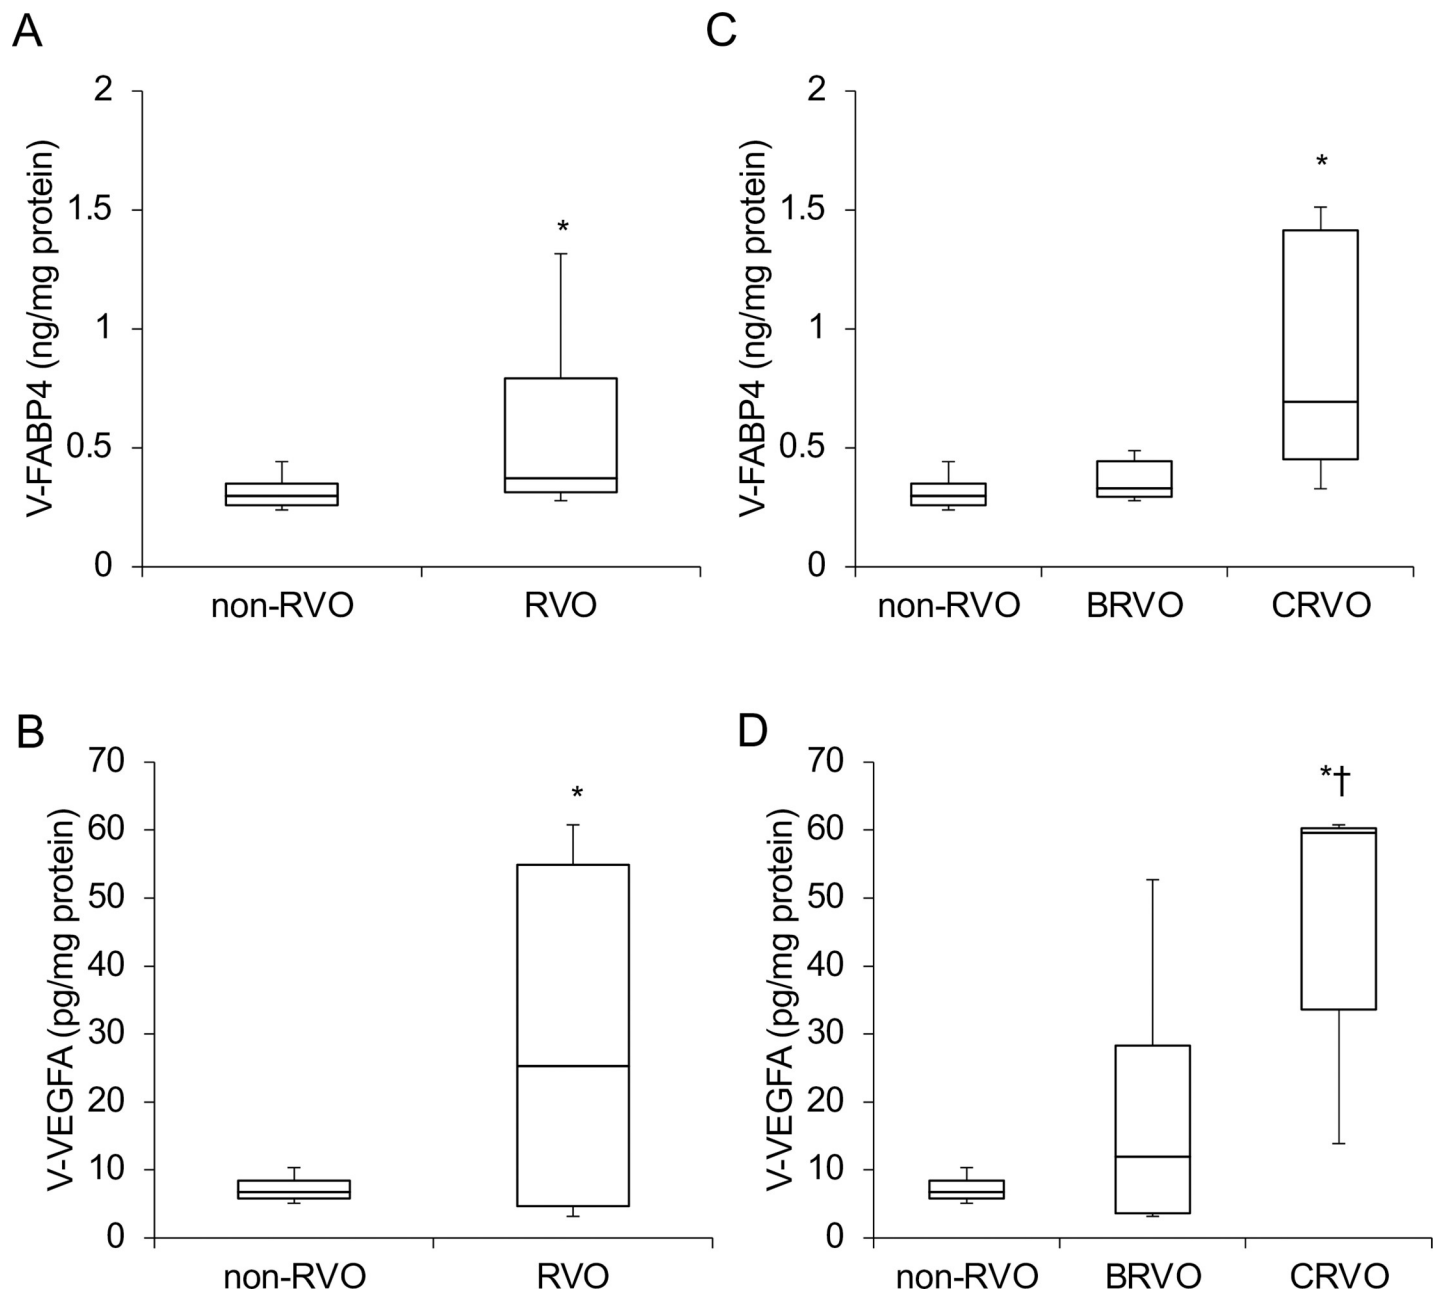 A
V-FABP4 (ng/mg protein)
2
1.5
1
0.5
0
*
non-RVO RVO
C
V-FABP4 (ng/mg protein)
2
1.5
1
0.5
0
*
non-RVO BRVO CRVO
B
V-VEGFA (pg/mg protein)
70
60
50
40
30
20
10
0
*
non-RVO RVO
D
V-VEGFA (pg/mg protein)
70
60
50
40
30
20
10
0
*†
non-RVO BRVO CRVO